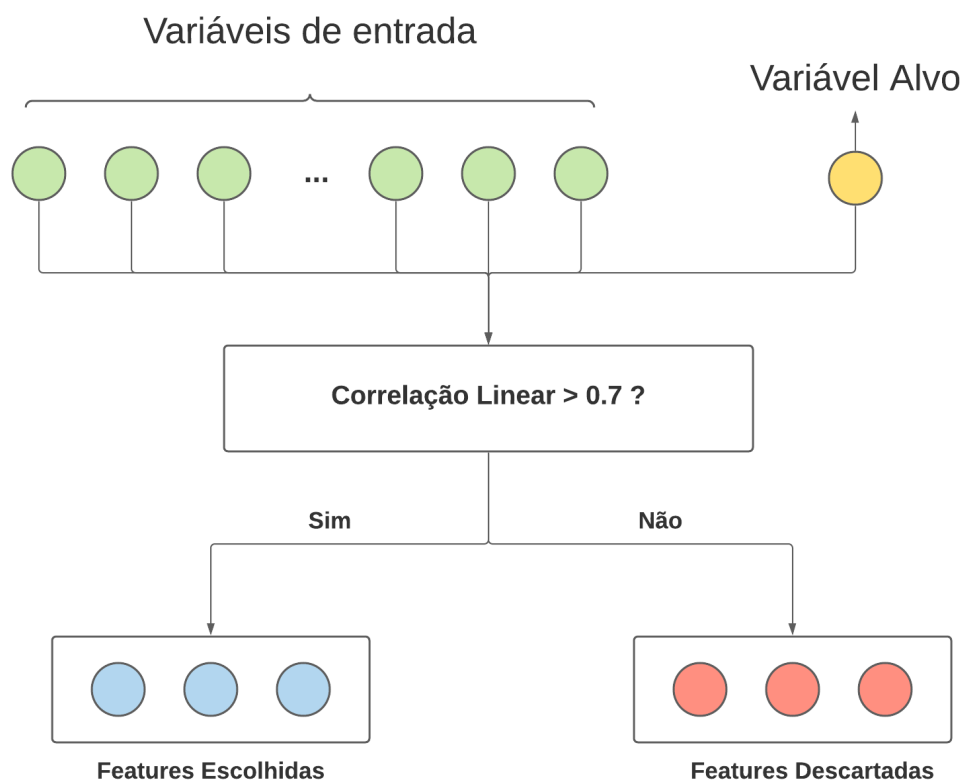 Variáveis de entrada
Variável Alvo
...
Correlação Linear > 0.7 ?
Sim
Não
Features Escolhidas
Features Descartadas